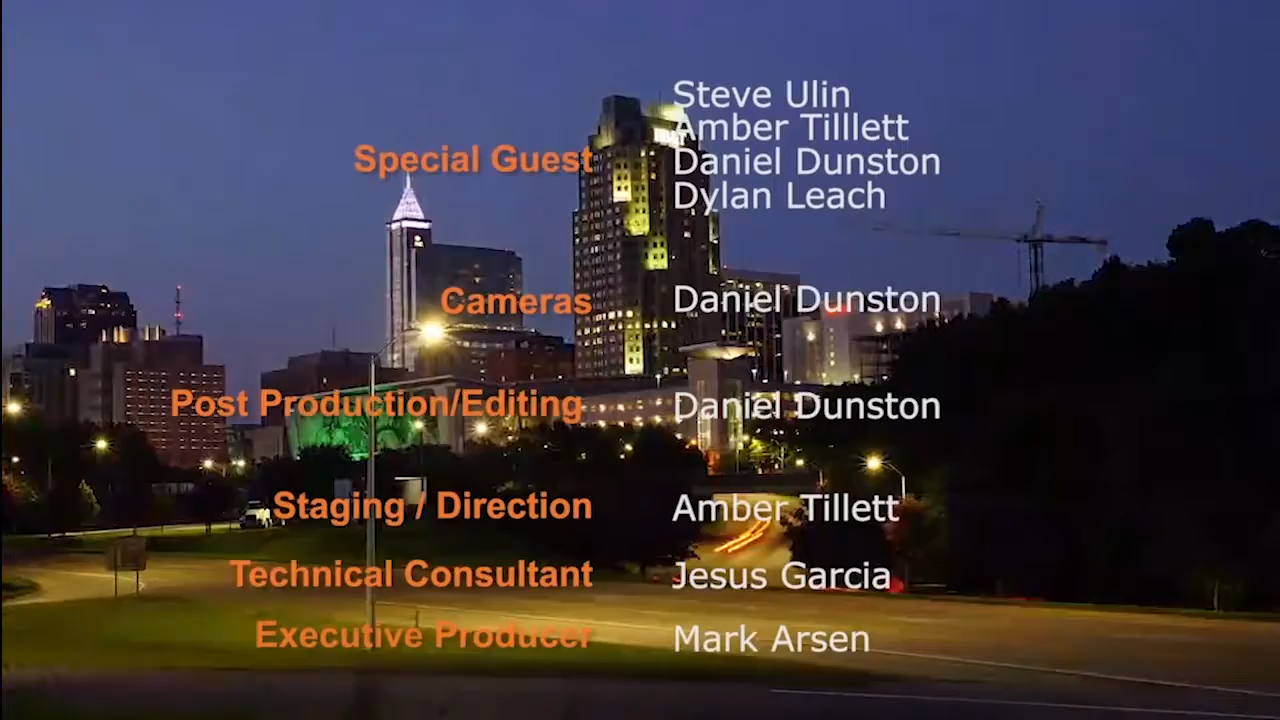 Steve Ulin
Amber Tilllett
Special Guest Daniel Dunston
Dylan Leach
Cameras Daniel Dunston
Post Production/Editing Daniel Dunston
Staging / Direction Amber Tillett
Technical Consultant Jesus Garcia
Executive Producer Mark Arsen